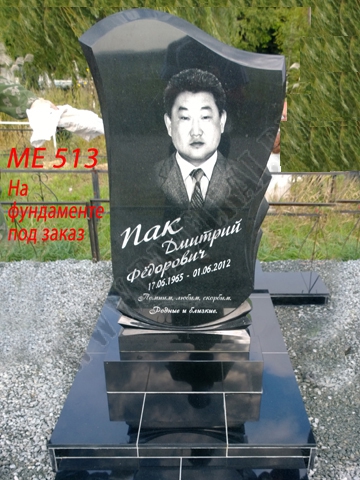 МЕ 513
На
фундаменте
под заказ
Пак
Дмитрий
Фёдорович
17.06.1965 - 01.06.2012
Помним, любим, скорбим.
Родные и близкие.